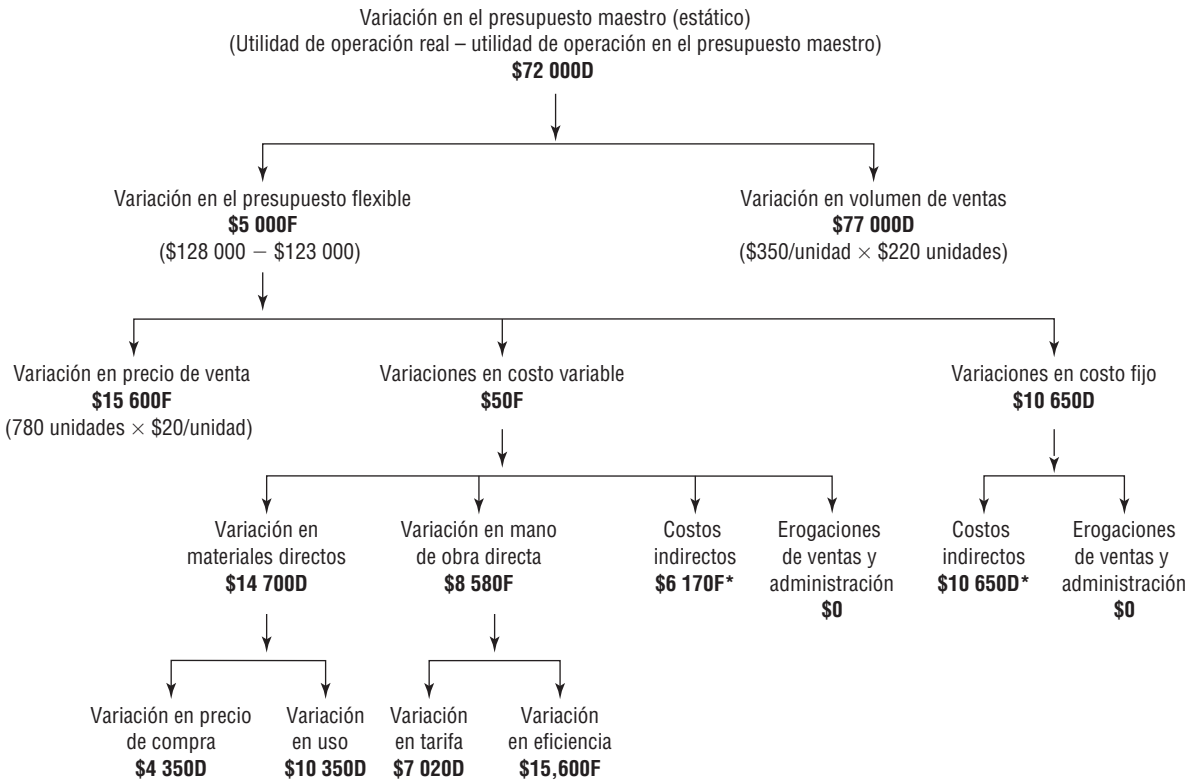 Variación en el presupuesto maestro (estático)
(Utilidad de operación real – utilidad de operación en el presupuesto maestro)
$72 000D
Variación en el presupuesto flexible
$5 000F
($128 000 − $123 000)
Variación en volumen de ventas
$77 000D
($350/unidad × $220 unidades)
Variación en precio de venta
$15 600F
(780 unidades × $20/unidad)
Variaciones en costo variable
$50F
Variaciones en costo fijo
$10 650D
Variación en
materiales directos
$14 700D
Variación en mano
de obra directa
$8 580F
Costos
indirectos
$6 170F*
Erogaciones
de ventas y
administración
$0
Costos
indirectos
$10 650D*
Erogaciones
de ventas y
administración
$0
Variación en precio
de compra
$4 350D
Variación
en uso
$10 350D
Variación
en tarifa
$7 020D
Variación
en eficiencia
$15,600F